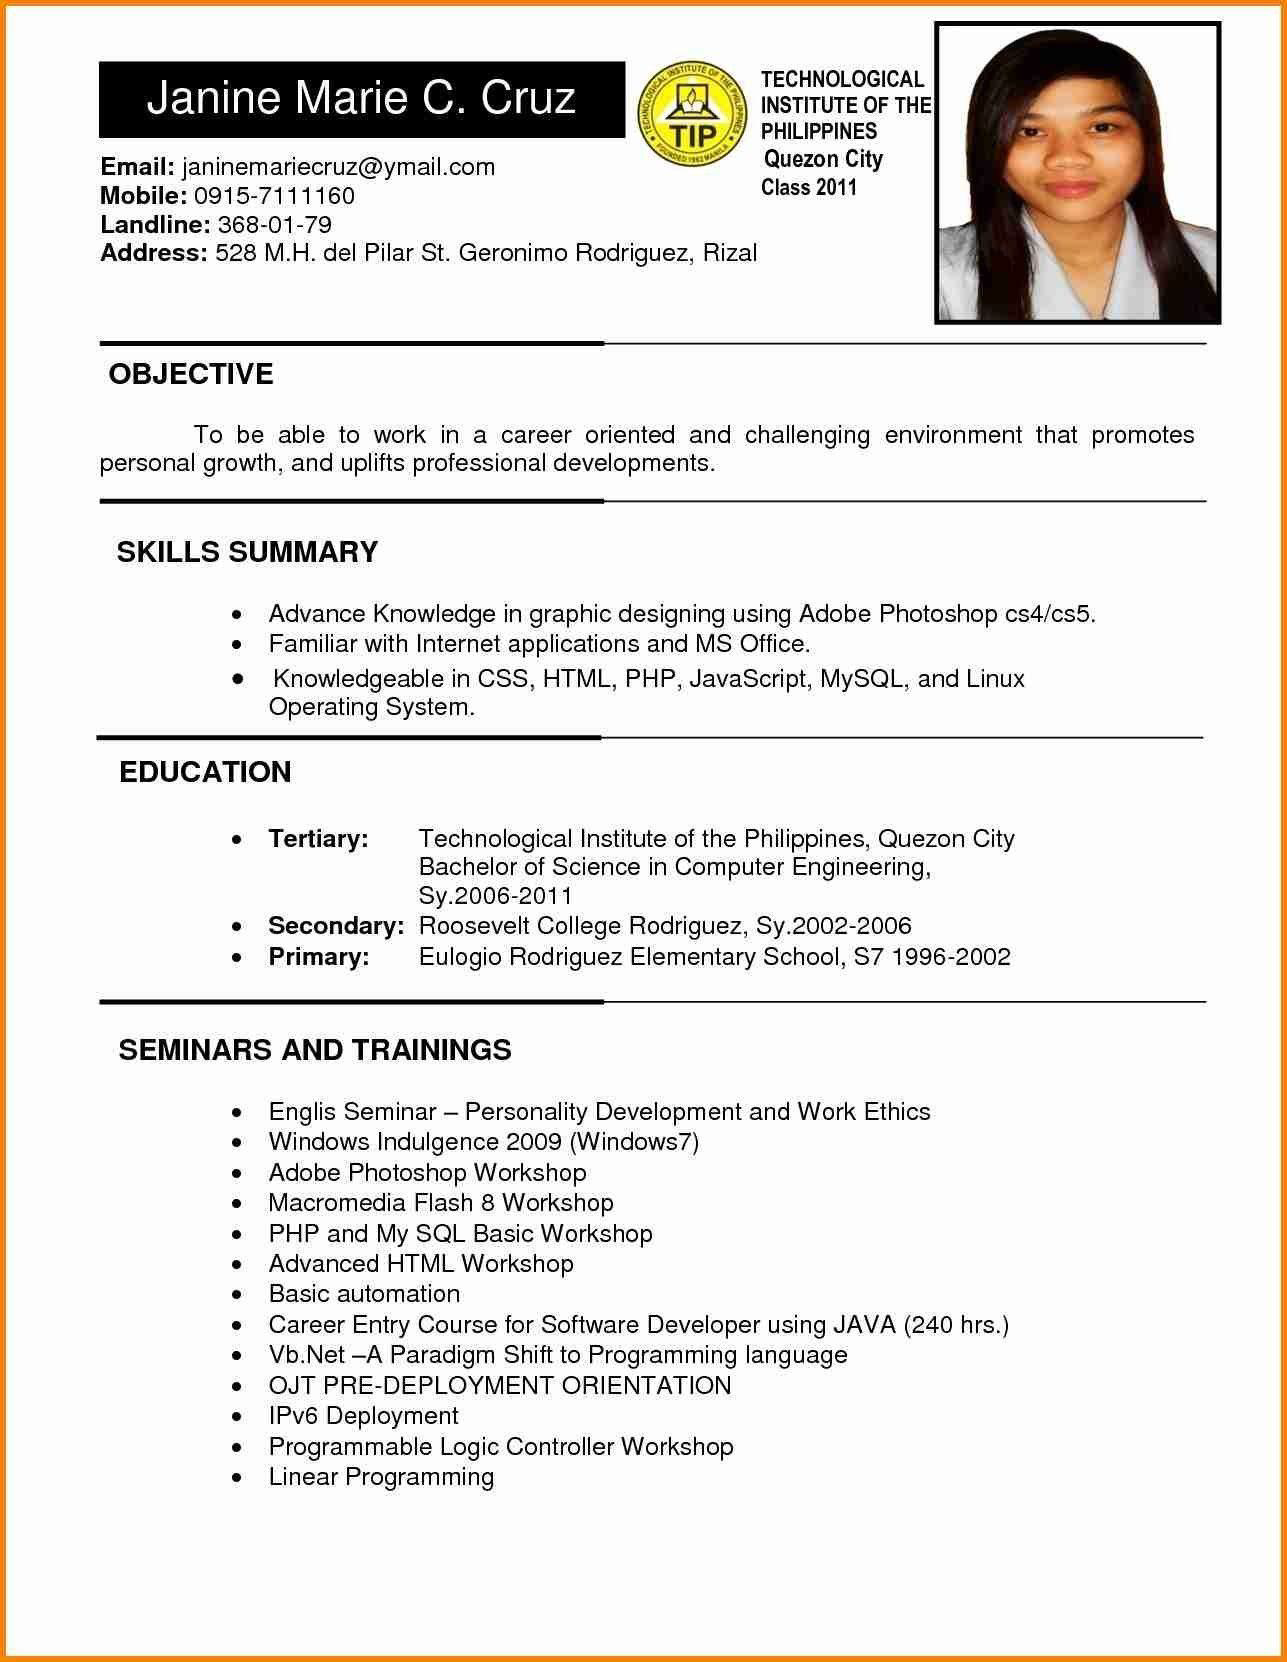 Janine Marie C. Cruz
Email: janinemariecruz@ymail.com
Mobile: 0915-7111160
Landline: 368-01-79
Address: 528 M.H. del Pilar St. Geronimo Rodriguez, Rizal
TECHNOLOGICAL INSTITUTE OF THE PHILIPPINES
TIP
FOUNDED 1962 MANILA
TECHNOLOGICAL
INSTITUTE OF THE
PHILIPPINES
Quezon City
Class 2011
OBJECTIVE
To be able to work in a career oriented and challenging environment that promotes
personal growth, and uplifts professional developments.
SKILLS SUMMARY
• Advance Knowledge in graphic designing using Adobe Photoshop cs4/cs5.
• Familiar with Internet applications and MS Office.
• Knowledgeable in CSS, HTML, PHP, JavaScript, MySQL, and Linux
Operating System.
EDUCATION
• Tertiary: Technological Institute of the Philippines, Quezon City
Bachelor of Science in Computer Engineering,
Sy.2006-2011
• Secondary: Roosevelt College Rodriguez, Sy.2002-2006
• Primary: Eulogio Rodriguez Elementary School, S7 1996-2002
SEMINARS AND TRAININGS
• Englis Seminar – Personality Development and Work Ethics
• Windows Indulgence 2009 (Windows7)
• Adobe Photoshop Workshop
• Macromedia Flash 8 Workshop
• PHP and My SQL Basic Workshop
• Advanced HTML Workshop
• Basic automation
• Career Entry Course for Software Developer using JAVA (240 hrs.)
• Vb.Net –A Paradigm Shift to Programming language
• OJT PRE-DEPLOYMENT ORIENTATION
• IPv6 Deployment
• Programmable Logic Controller Workshop
• Linear Programming